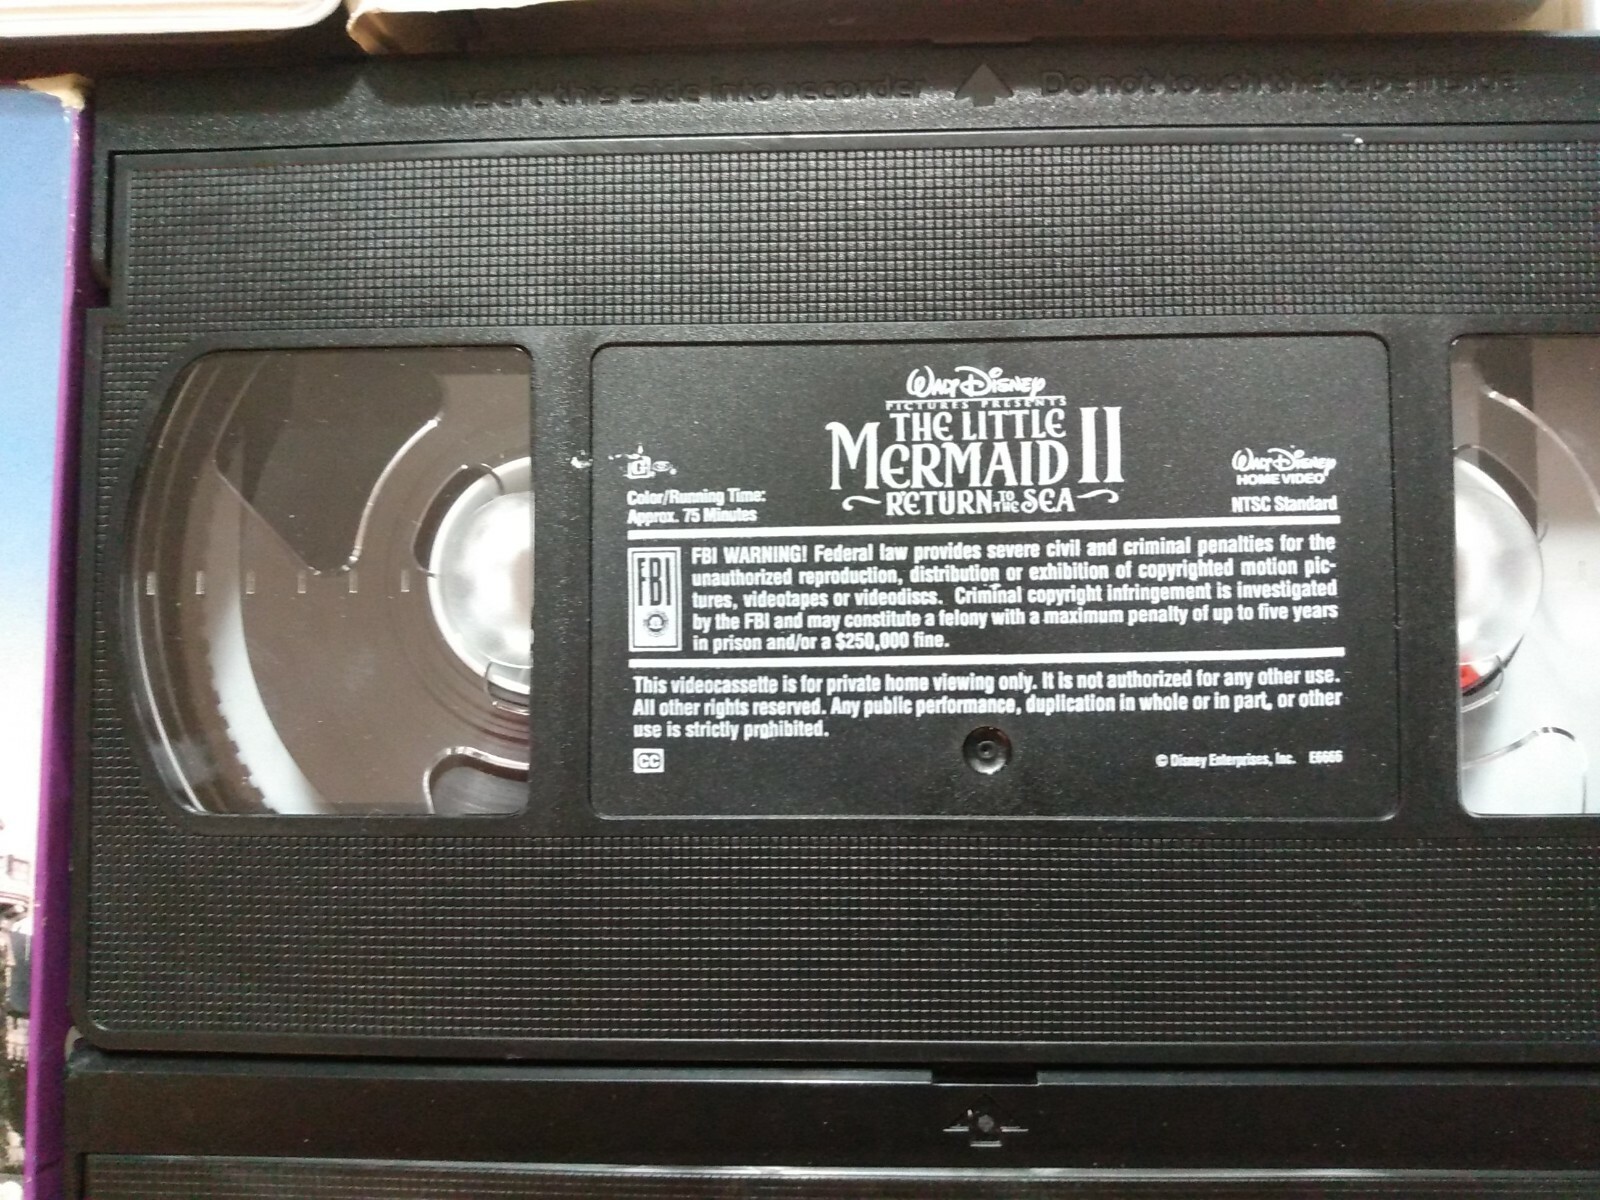 Insert this side into recorder Do not touch the tape inside
WALT DISNEY
PICTURES PRESENTS
THE LITTLE
MERMAID II
RETURN TO THE SEA
G
Color/Running Time:
Approx. 75 Minutes
WALT DISNEY
HOME VIDEO
NTSC Standard
FBI
FBI WARNING! Federal law provides severe civil and criminal penalties for the
unauthorized reproduction, distribution or exhibition of copyrighted motion pic-
tures, videotapes or videodiscs. Criminal copyright infringement is investigated
by the FBI and may constitute a felony with a maximum penalty of up to five years
in prison and/or a $250,000 fine.
This videocassette is for private home viewing only. It is not authorized for any other use.
All other rights reserved. Any public performance, duplication in whole or in part, or other
use is strictly prohibited.
CC
© Disney Enterprises, Inc. E6666